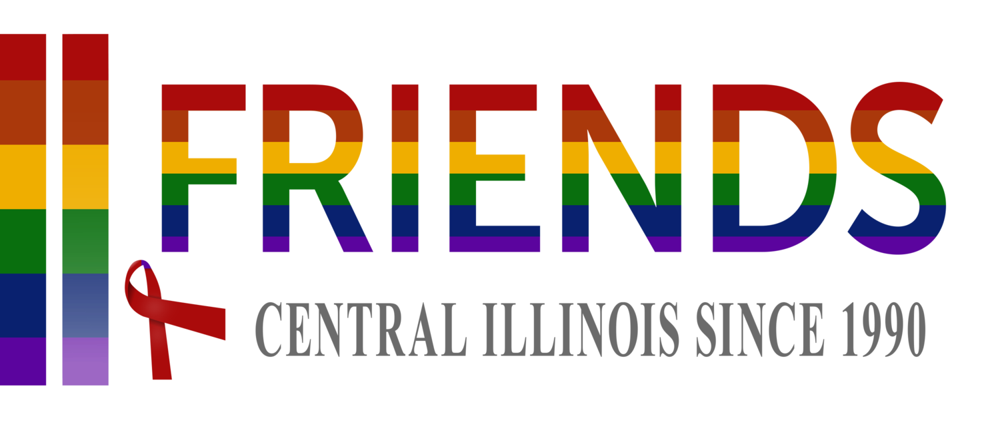 FRIENDS
CENTRAL ILLINOIS SINCE 1990